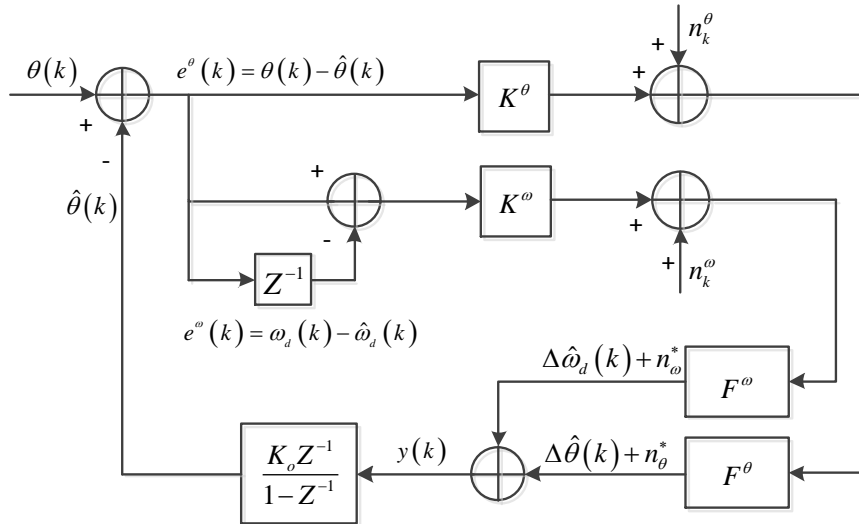 θ(k)
e^θ(k) = θ(k) − θ̂(k)
K^θ
n_k^θ
+
+
+
-
θ̂(k)
+
-
K^ω
+
+
n_k^ω
Z^{-1}
e^ω(k) = ω_d(k) − ω̂_d(k)
Δω̂_d(k) + n_ω^*
F^ω
K_o Z^{-1}
1 − Z^{-1}
y(k)
Δθ̂(k) + n_θ^*
F^θ